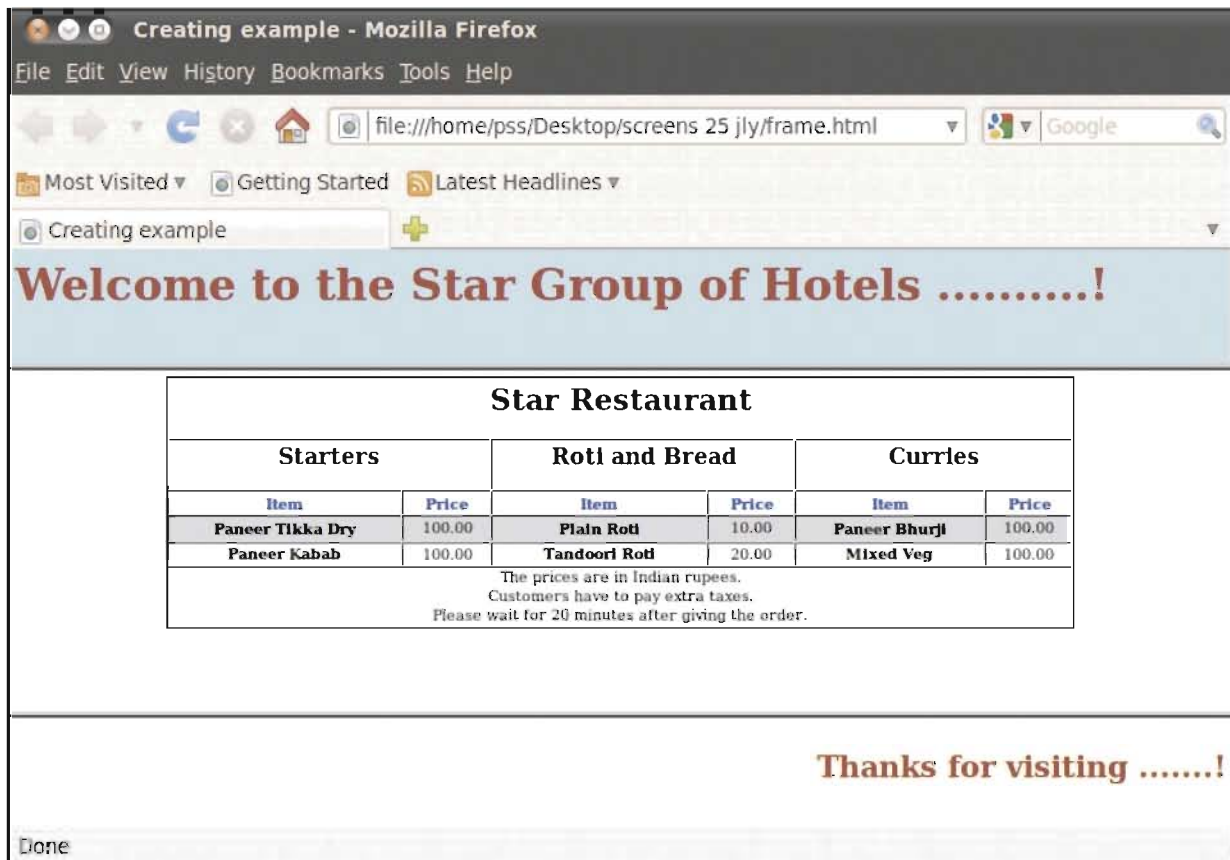 Creating example - Mozilla Firefox
File Edit View History Bookmarks Tools Help
file:///home/pss/Desktop/screens 25 jly/frame.html Google
Most Visited Getting Started Latest Headlines
Creating example
Welcome to the Star Group of Hotels ..........!
Star Restaurant
Starters Roti and Bread Curries
Item Price Item Price Item Price
Paneer Tikka Dry 100.00 Plain Roti 10.00 Paneer Bhurji 100.00
Paneer Kabab 100.00 Tandoori Roti 20.00 Mixed Veg 100.00
The prices are in Indian rupees.
Customers have to pay extra taxes.
Please wait for 20 minutes after giving the order.
Thanks for visiting .......!
Done